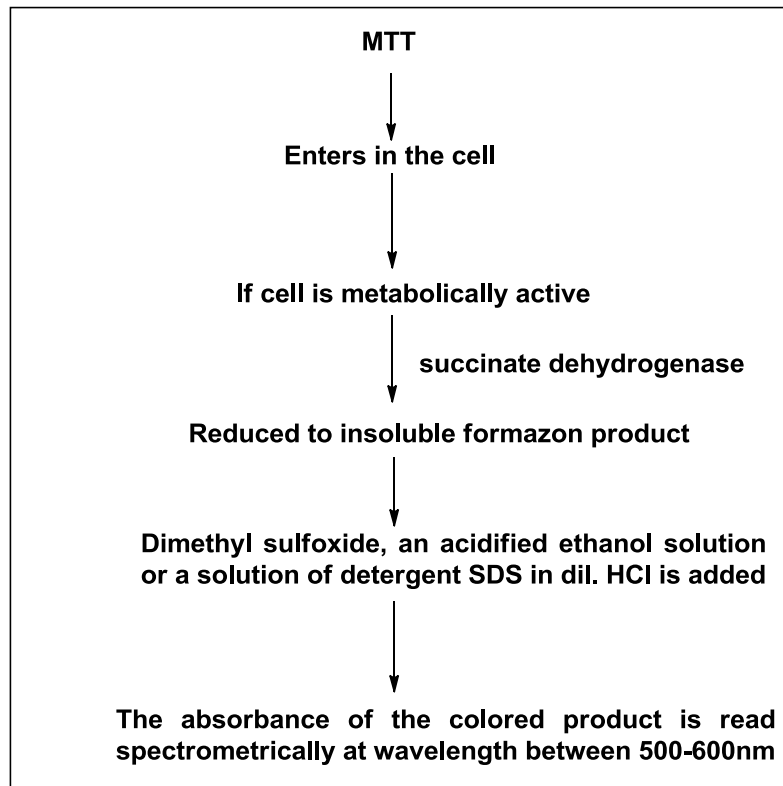 MTT
Enters in the cell
If cell is metabolically active
succinate dehydrogenase
Reduced to insoluble formazon product
Dimethyl sulfoxide, an acidified ethanol solution
or a solution of detergent SDS in dil. HCl is added
The absorbance of the colored product is read
spectrometrically at wavelength between 500-600nm